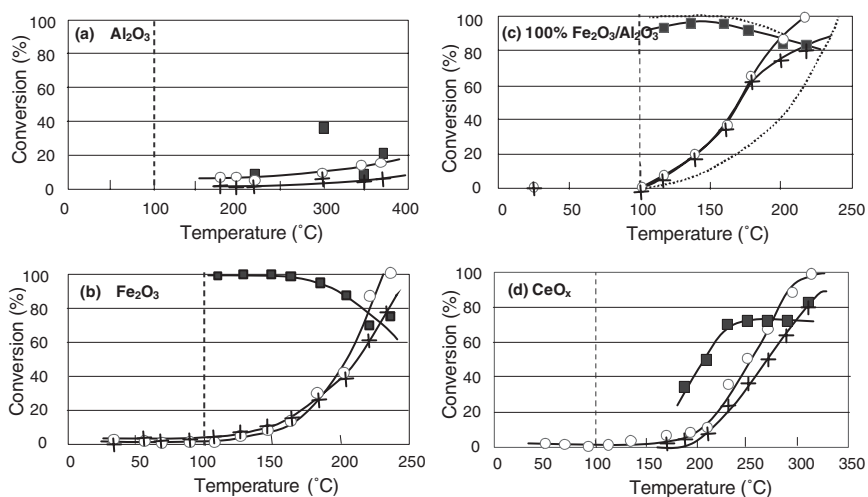 (a) Al₂O₃
Conversion (%)
100
80
60
40
20
0
0 100 200 300 400
Temperature (˚C)
(c) 100% Fe₂O₃/Al₂O₃
Conversion (%)
100
80
60
40
20
0
0 50 100 150 200 250
Temperature (˚C)
(b) Fe₂O₃
Conversion (%)
100
80
60
40
20
0
0 50 100 150 200 250
Temperature (˚C)
(d) CeOₓ
Conversion (%)
100
80
60
40
20
0
0 50 100 150 200 250 300 350
Temperature (˚C)